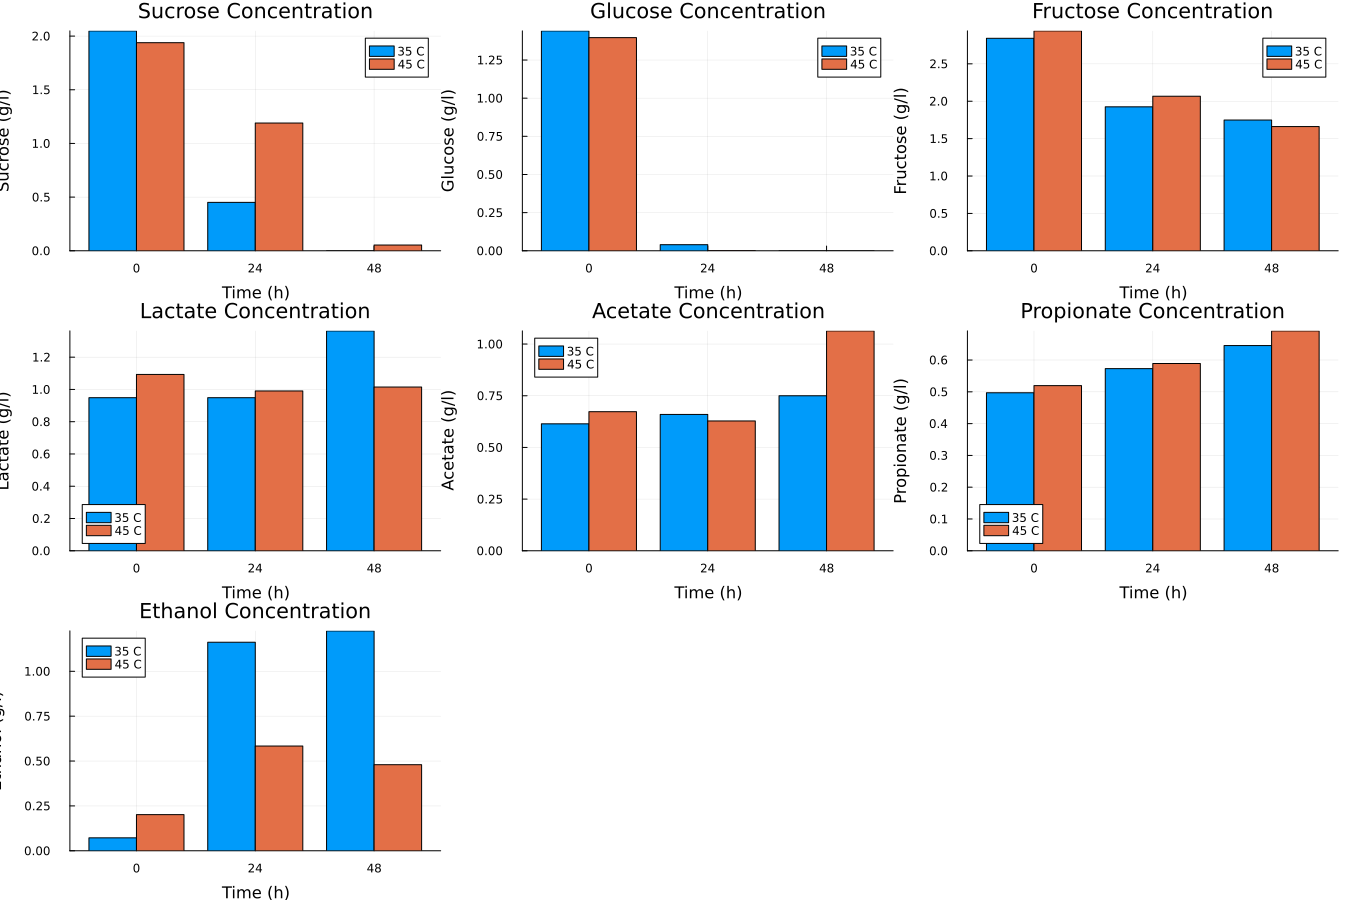 Sucrose Concentration
Sucrose (g/l)
2.0
1.5
1.0
0.5
0.0
35 C
45 C
0 24 48
Time (h)
Glucose Concentration
Glucose (g/l)
1.25
1.00
0.75
0.50
0.25
0.00
35 C
45 C
0 24 48
Time (h)
Fructose Concentration
Fructose (g/l)
2.5
2.0
1.5
1.0
0.5
0.0
35 C
45 C
0 24 48
Time (h)
Lactate Concentration
Lactate (g/l)
1.2
1.0
0.8
0.6
0.4
0.2
0.0
35 C
45 C
0 24 48
Time (h)
Acetate Concentration
Acetate (g/l)
1.00
0.75
0.50
0.25
0.00
35 C
45 C
0 24 48
Time (h)
Propionate Concentration
Propionate (g/l)
0.6
0.5
0.4
0.3
0.2
0.1
0.0
35 C
45 C
0 24 48
Time (h)
Ethanol Concentration
1.00
0.75
0.50
0.25
0.00
35 C
45 C
0 24 48
Time (h)